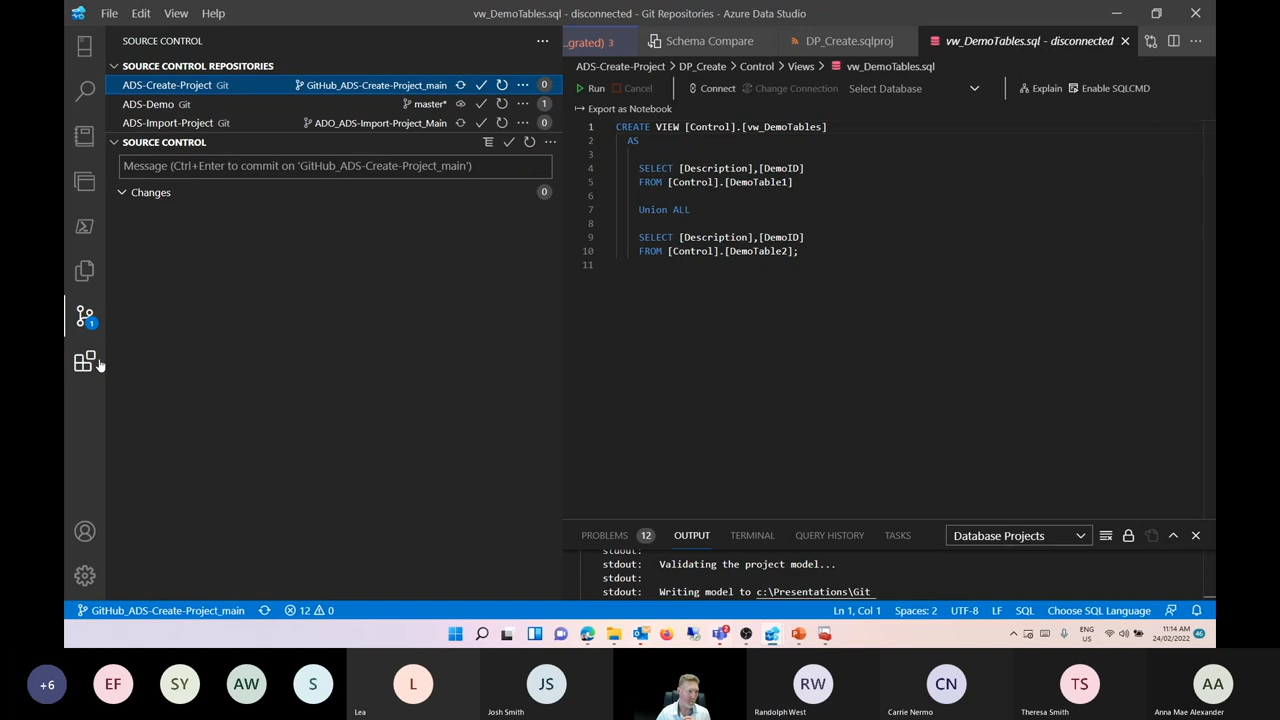 File Edit View Help
vw_DemoTables.sql - disconnected - Git Repositories - Azure Data Studio
SOURCE CONTROL
SOURCE CONTROL REPOSITORIES
ADS-Create-Project Git GitHub_ADS-Create-Project_main 0
ADS-Demo Git master* 1
ADS-Import-Project Git ADO_ADS-Import-Project_Main 0
SOURCE CONTROL
Message (Ctrl+Enter to commit on 'GitHub_ADS-Create-Project_main')
Changes 0
1
..grated) 3 Schema Compare DP_Create.sqlproj vw_DemoTables.sql - disconnected
ADS-Create-Project > DP_Create > Control > Views > vw_DemoTables.sql
Run Cancel Connect Change Connection Select Database Explain Enable SQLCMD
Export as Notebook
1 CREATE VIEW [Control].[vw_DemoTables]
2 AS
3
4 SELECT [Description],[DemoID]
5 FROM [Control].[DemoTable1]
6
7 Union ALL
8
9 SELECT [Description],[DemoID]
10 FROM [Control].[DemoTable2];
11
PROBLEMS 12 OUTPUT TERMINAL QUERY HISTORY TASKS Database Projects
stdout:
stdout: Validating the project model...
stdout:
stdout: Writing model to c:\Presentations\Git
GitHub_ADS-Create-Project_main 12 0 Ln 1, Col 1 Spaces: 2 UTF-8 LF SQL Choose SQL Language
2
ENG
US
11:14 AM
24/02/2022
46
+6 EF SY AW S L JS RW CN TS AA
Lea Josh Smith Randolph West Carrie Nermo Theresa Smith Anna Mae Alexander